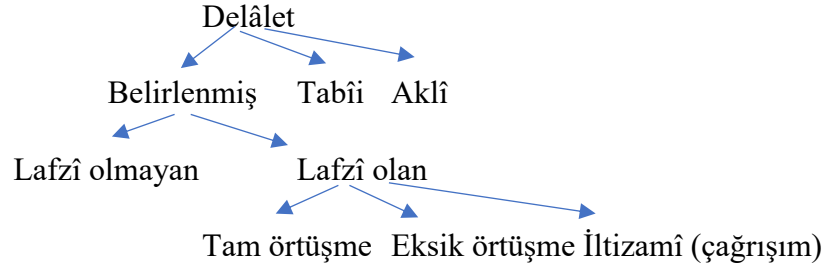 Delâlet
Belirlenmiş Tabîi Aklî
Lafzî olmayan Lafzî olan
Tam örtüşme Eksik örtüşme İltizamî (çağrışım)